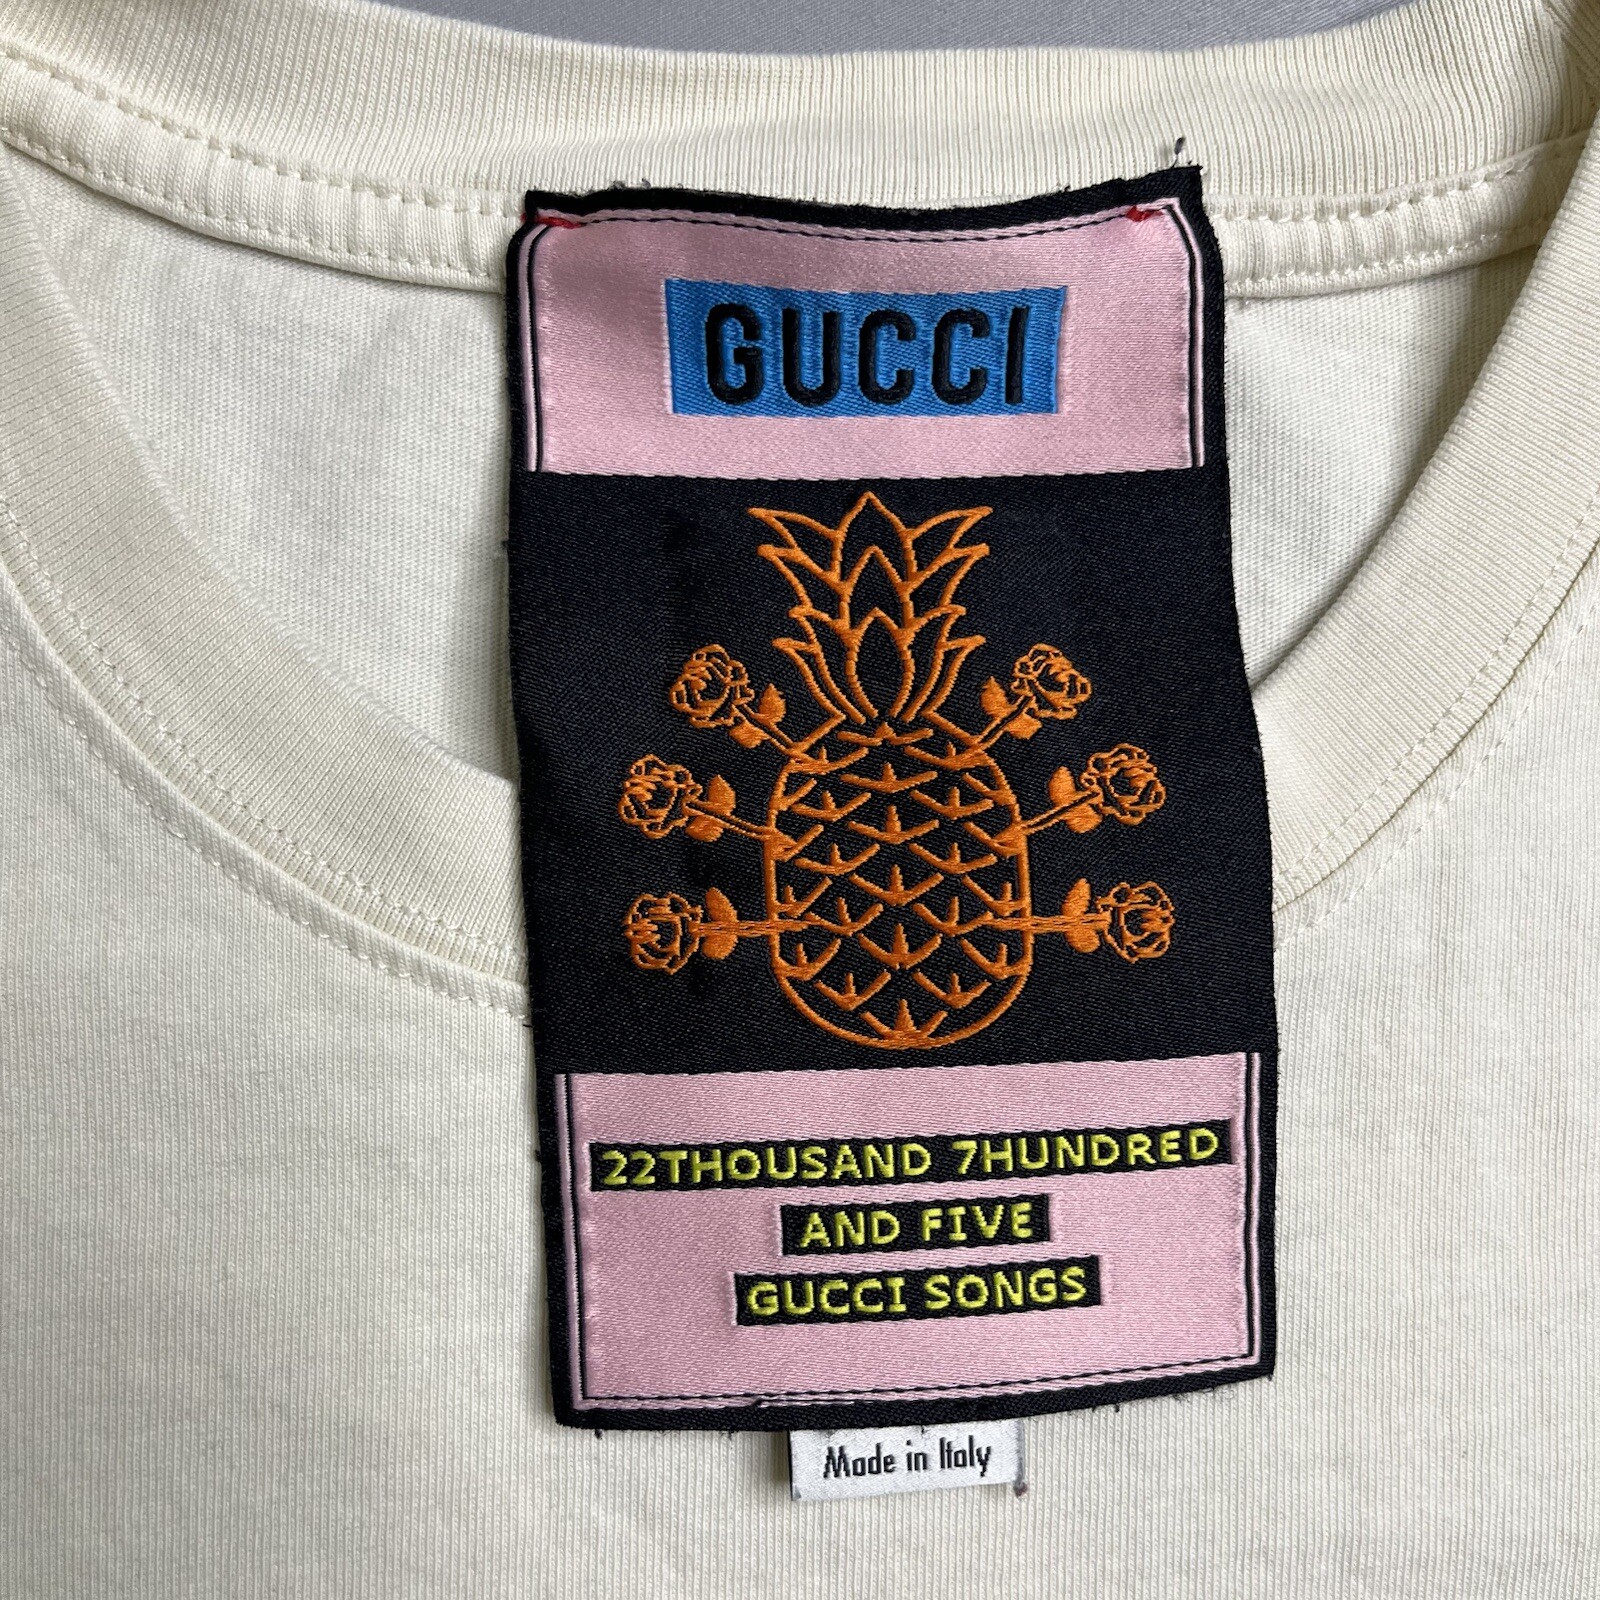 GUCCI
22THOUSAND 7HUNDRED
AND FIVE
GUCCI SONGS
Made in Italy